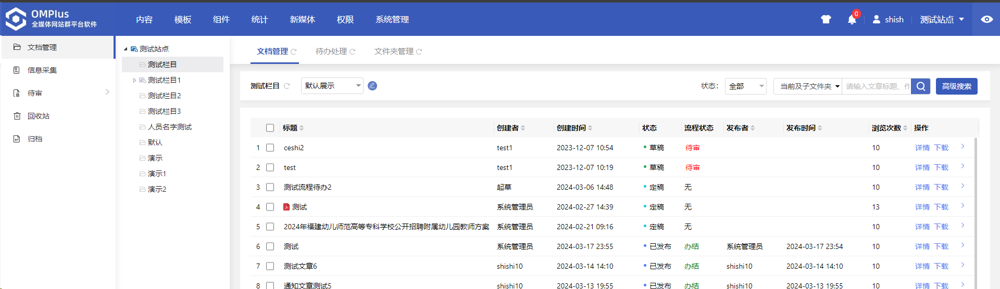 OMPlus
全媒体网站群平台软件
内容 模板 组件 统计 新媒体 权限 系统管理
0
shish 测试站点
文档管理
信息采集
待审
回收站
归档
测试站点
测试栏目
测试栏目1
测试栏目2
测试栏目3
人员名字测试
默认
演示
演示1
演示2
文档管理 待办处理 文件夹管理
测试栏目 默认展示 状态： 全部 当前及子文件夹 请输入文章标题、作 高级搜索
标题 创建者 创建时间 状态 流程状态 发布者 发布时间 浏览次数 操作
1 ceshi2 test1 2023-12-07 10:54 草稿 待审 10 详情 下载
2 test test1 2023-12-07 10:19 草稿 待审 10 详情 下载
3 测试流程待办2 起草 2024-03-06 14:48 定稿 无 10 详情 下载
4 测试 系统管理员 2024-02-27 14:39 定稿 无 13 详情 下载
5 2024年福建幼儿师范高等专科学校公开招聘附属幼儿园教师方案 系统管理员 2024-02-21 09:16 定稿 无 10 详情 下载
6 测试 系统管理员 2024-03-17 23:55 已发布 办结 系统管理员 2024-03-17 23:54 10 详情 下载
7 测试文章6 shishi10 2024-03-14 14:10 已发布 办结 shishi10 2024-03-14 14:10 10 详情 下载
8 通知文章测试5 shishi10 2024-03-13 19:55 已发布 办结 shishi10 2024-03-13 19:55 10 详情 下载